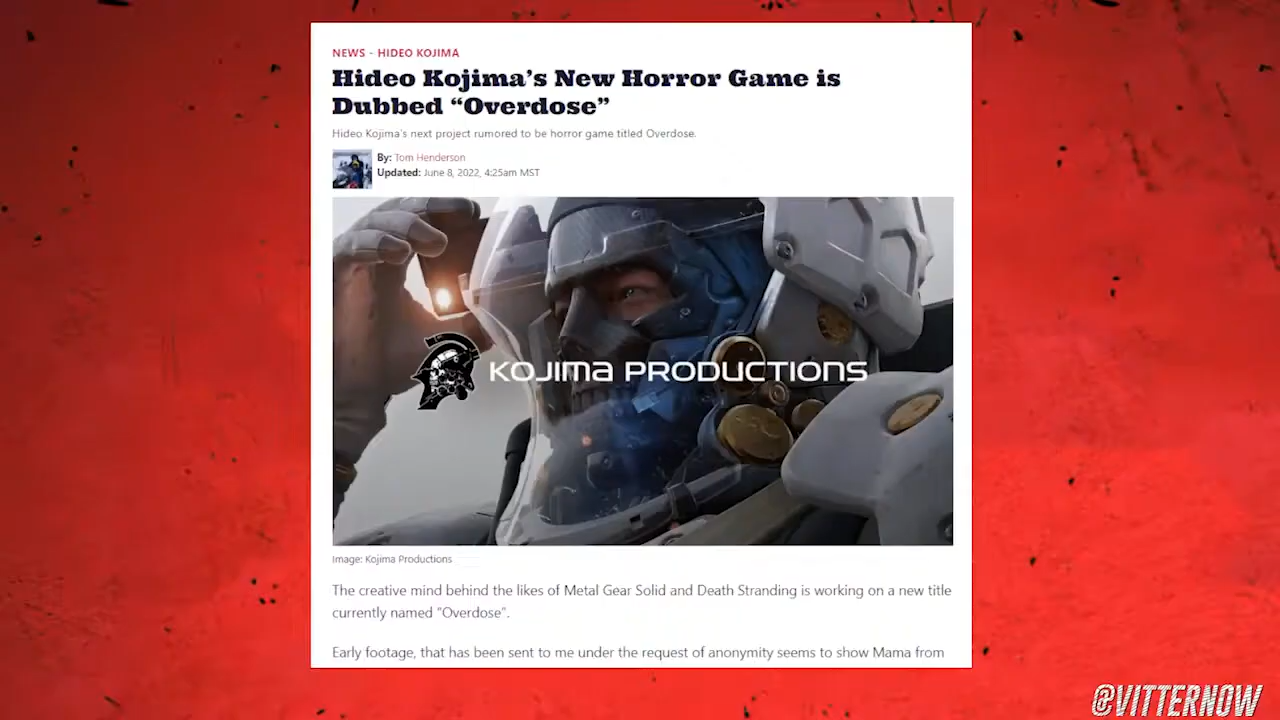 NEWS - HIDEO KOJIMA
Hideo Kojima's New Horror Game is
Dubbed “Overdose”
Hideo Kojima's next project rumored to be horror game titled Overdose.
By: Tom Henderson
Updated: June 8, 2022, 4:25am MST
KOJIMA PRODUCTIONS
Image: Kojima Productions
The creative mind behind the likes of Metal Gear Solid and Death Stranding is working on a new title
currently named "Overdose".
Early footage, that has been sent to me under the request of anonymity seems to show Mama from
@VITTERNOW